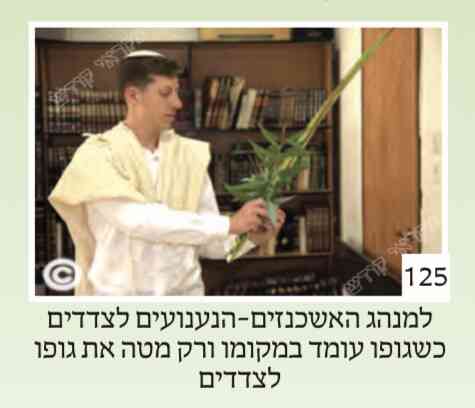 ©
125
למנהג האשכנזים-הנענועים לצדדים
כשגופו עומד במקומו ורק מטה את גופו
לצדדים